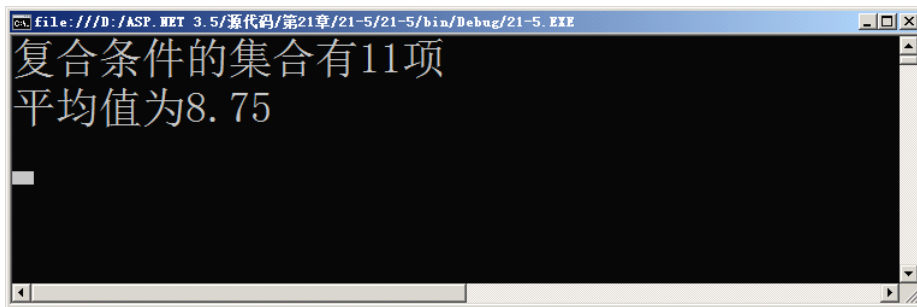 file:///D:/ASP.NET 3.5/源代码/第21章/21-5/21-5/bin/Debug/21-5.EXE
复合条件的集合有11项
平均值为8.75